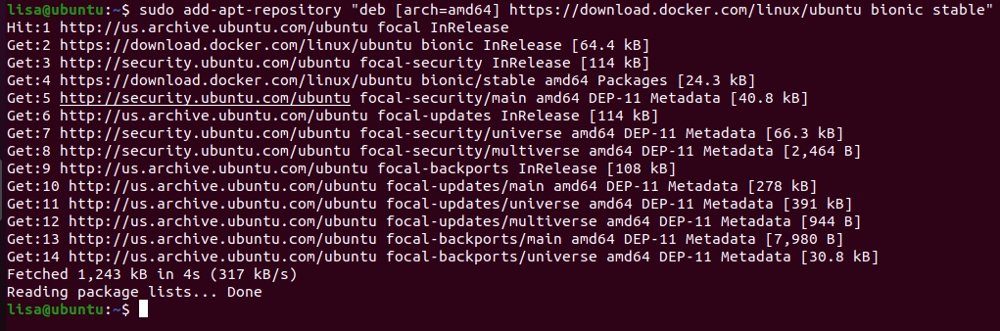 lisa@ubuntu:~$ sudo add-apt-repository "deb [arch=amd64] https://download.docker.com/linux/ubuntu bionic stable"
Hit:1 http://us.archive.ubuntu.com/ubuntu focal InRelease
Get:2 https://download.docker.com/linux/ubuntu bionic InRelease [64.4 kB]
Get:3 http://security.ubuntu.com/ubuntu focal-security InRelease [114 kB]
Get:4 https://download.docker.com/linux/ubuntu bionic/stable amd64 Packages [24.3 kB]
Get:5 http://security.ubuntu.com/ubuntu focal-security/main amd64 DEP-11 Metadata [40.8 kB]
Get:6 http://us.archive.ubuntu.com/ubuntu focal-updates InRelease [114 kB]
Get:7 http://security.ubuntu.com/ubuntu focal-security/universe amd64 DEP-11 Metadata [66.3 kB]
Get:8 http://security.ubuntu.com/ubuntu focal-security/multiverse amd64 DEP-11 Metadata [2,464 B]
Get:9 http://us.archive.ubuntu.com/ubuntu focal-backports InRelease [108 kB]
Get:10 http://us.archive.ubuntu.com/ubuntu focal-updates/main amd64 DEP-11 Metadata [278 kB]
Get:11 http://us.archive.ubuntu.com/ubuntu focal-updates/universe amd64 DEP-11 Metadata [391 kB]
Get:12 http://us.archive.ubuntu.com/ubuntu focal-updates/multiverse amd64 DEP-11 Metadata [944 B]
Get:13 http://us.archive.ubuntu.com/ubuntu focal-backports/main amd64 DEP-11 Metadata [7,980 B]
Get:14 http://us.archive.ubuntu.com/ubuntu focal-backports/universe amd64 DEP-11 Metadata [30.8 kB]
Fetched 1,243 kB in 4s (317 kB/s)
Reading package lists... Done
lisa@ubuntu:~$